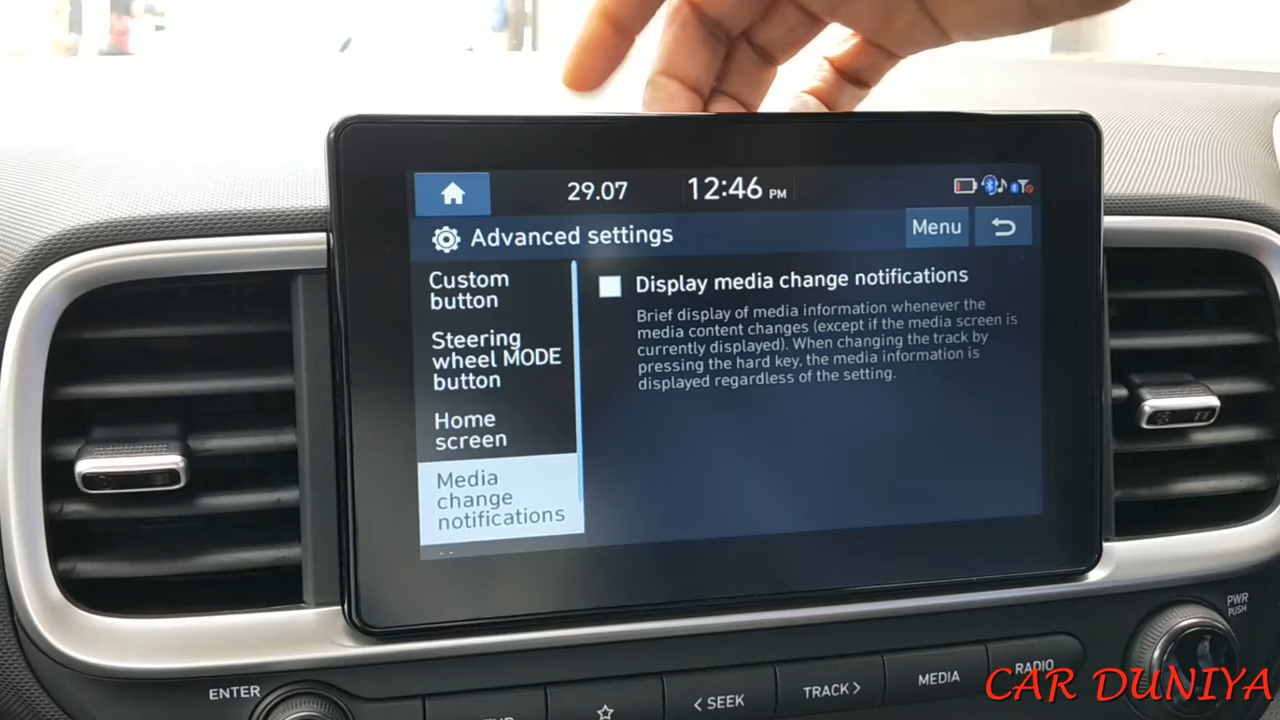 29.07
12:46 PM
Advanced settings
Menu
Custom
button
Steering
wheel MODE
button
Home
screen
Media
change
notifications
Display media change notifications
Brief display of media information whenever the
media content changes (except if the media screen is
currently displayed). When changing the track by
pressing the hard key, the media information is
displayed regardless of the setting.
PWR
PUSH
ENTER
< SEEK
TRACK >
MEDIA
RADIO
CAR DUNIYA